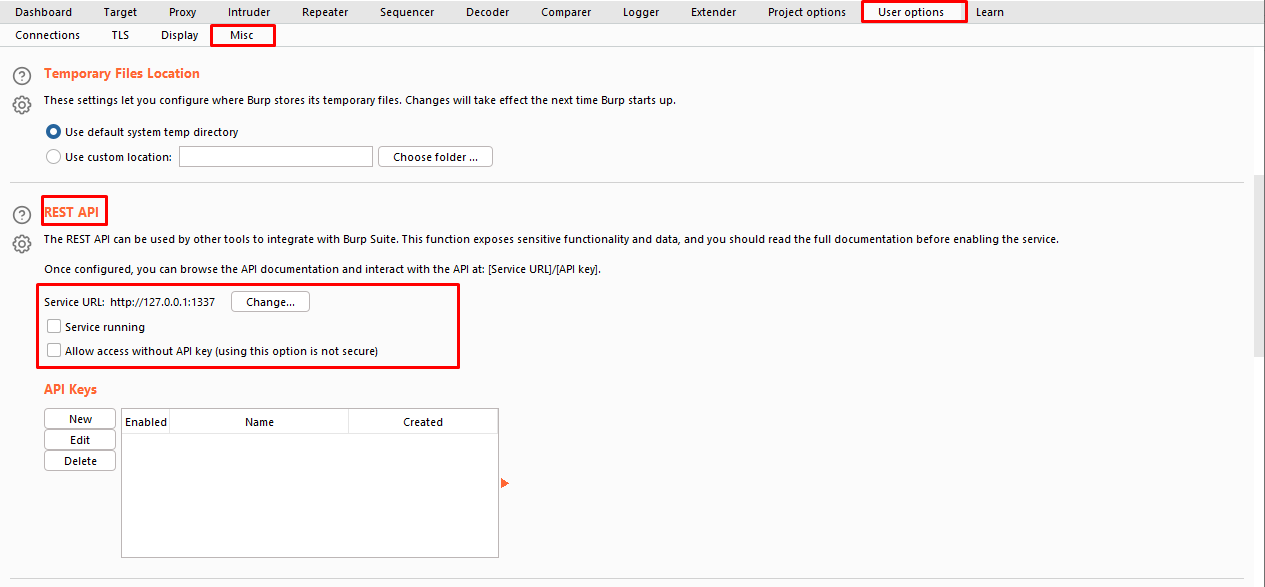 Dashboard Target Proxy Intruder Repeater Sequencer Decoder Comparer Logger Extender Project options User options Learn
Connections TLS Display Misc
? Temporary Files Location
These settings let you configure where Burp stores its temporary files. Changes will take effect the next time Burp starts up.
Use default system temp directory
Use custom location: Choose folder ...
? REST API
The REST API can be used by other tools to integrate with Burp Suite. This function exposes sensitive functionality and data, and you should read the full documentation before enabling the service.
Once configured, you can browse the API documentation and interact with the API at: [Service URL]/[API key].
Service URL: http://127.0.0.1:1337 Change...
Service running
Allow access without API key (using this option is not secure)
API Keys
New
Enabled Name Created
Edit
Delete